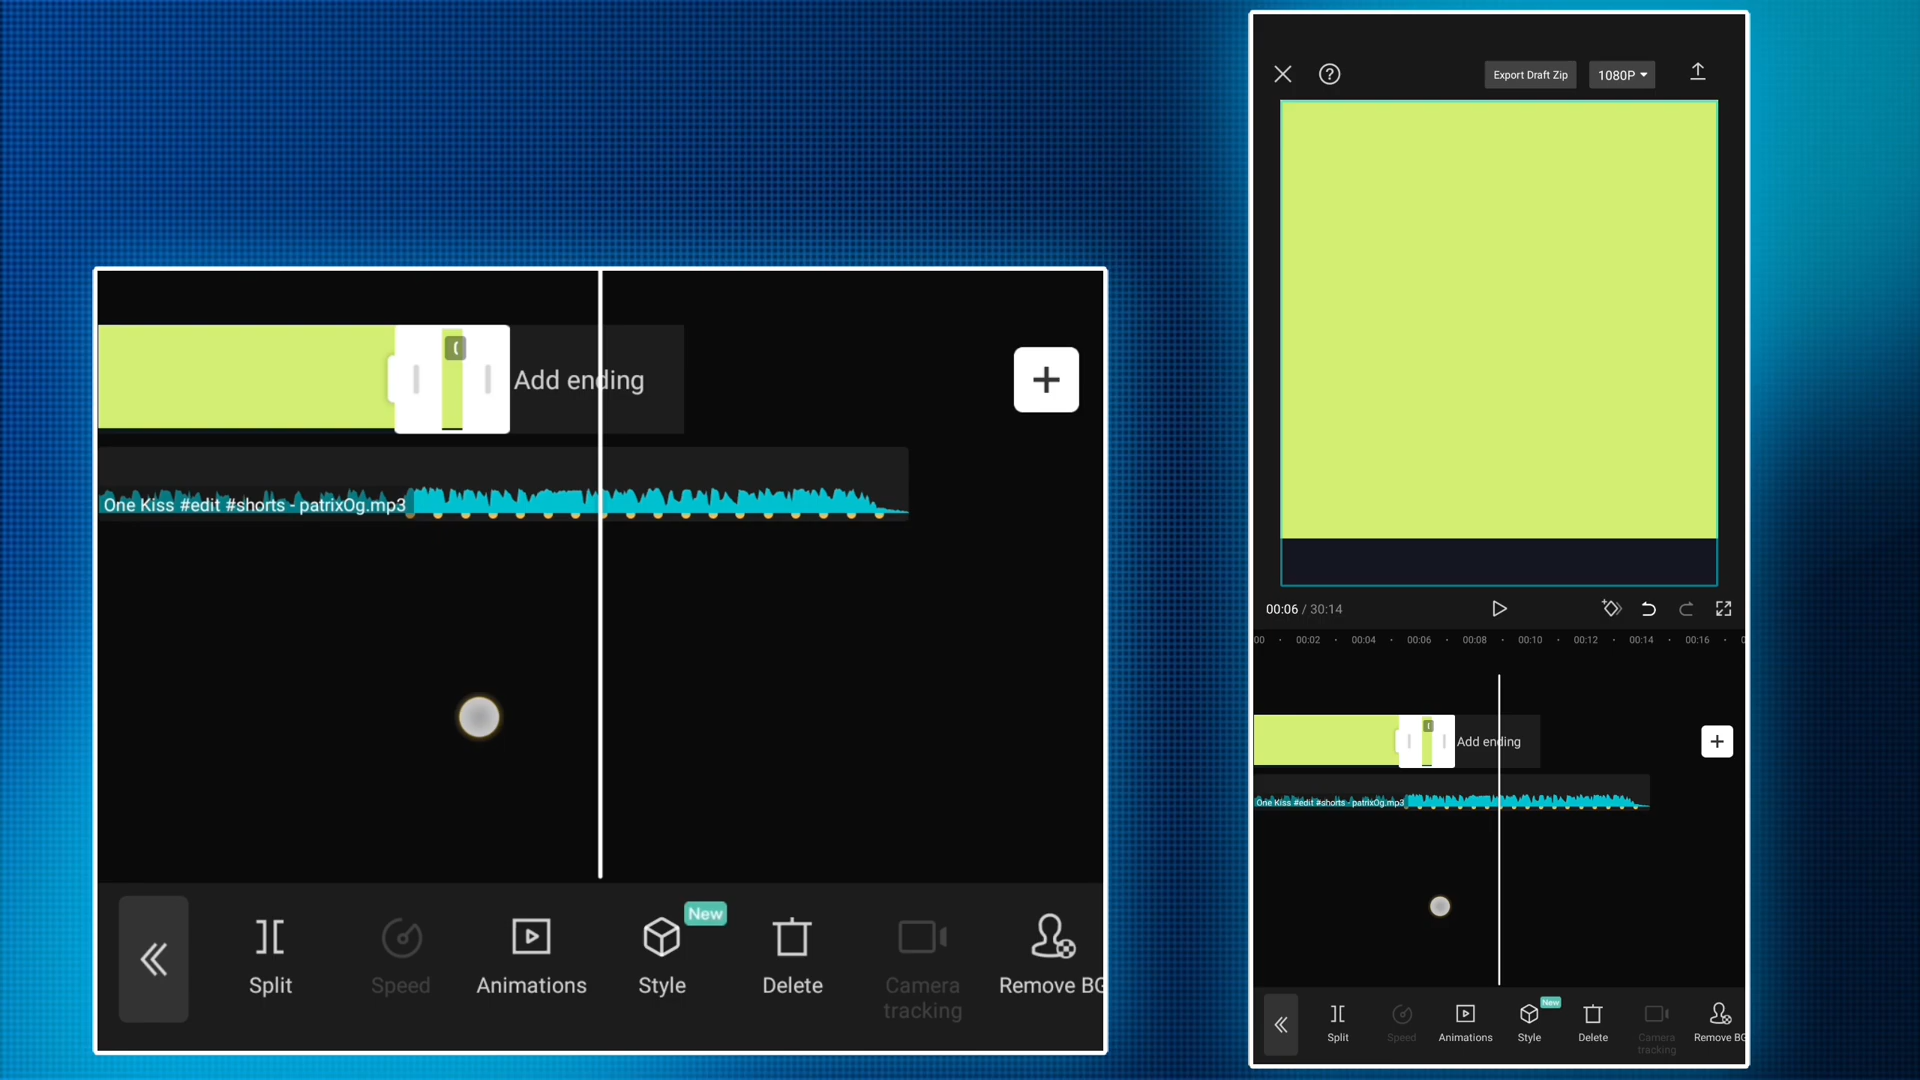 Add ending
One Kiss #edit #shorts - patrixOg.mp3
New
Split
Speed
Animations
Style
Delete
Camera
tracking
Remove BG
Export Draft Zip
1080P
00:06 / 30:14
00 · 00:02 · 00:04 · 00:06 · 00:08 · 00:10 · 00:12 · 00:14 · 00:16 ·
Add ending
One Kiss #edit #shorts - patrixOg.mp3
New
Split
Speed
Animations
Style
Delete
Camera
tracking
Remove BG